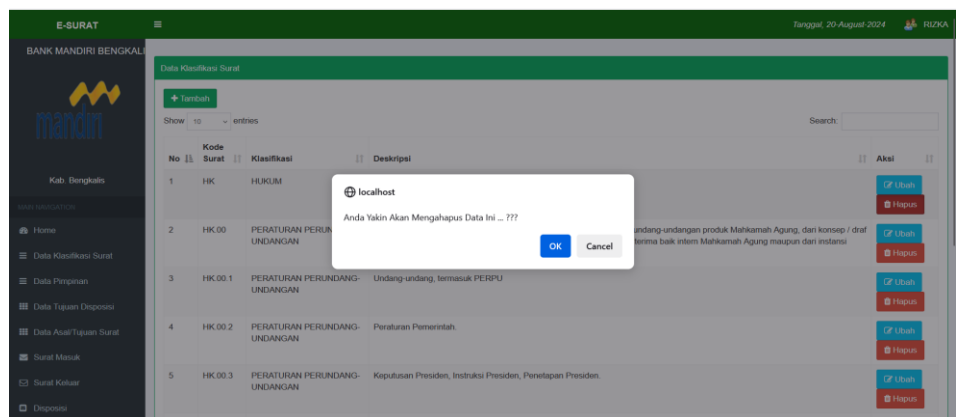 E-SURAT
Tanggal, 20-August-2024 RIZKA
BANK MANDIRI BENGKALI
mandiri
Kab. Bengkalis
MAIN NAVIGATION
Home
Data Klasifikasi Surat
Data Pimpinan
Data Tujuan Disposisi
Data Asal/Tujuan Surat
Surat Masuk
Surat Keluar
Disposisi
Data Klasifikasi Surat
+ Tambah
Show 10 entries
Search:
No Kode Surat Klasifikasi Deskripsi Aksi
1 HK HUKUM Ubah
Hapus
2 HK.00 PERATURAN PERUN undang-undangan produk Mahkamah Agung, dari konsep / draf Ubah
UNDANGAN terima baik intern Mahkamah Agung maupun dari instansi
Hapus
3 HK.00.1 PERATURAN PERUNDANG- Undang-undang, termasuk PERPU Ubah
UNDANGAN
Hapus
4 HK.00.2 PERATURAN PERUNDANG- Peraturan Pemerintah. Ubah
UNDANGAN
Hapus
5 HK.00.3 PERATURAN PERUNDANG- Keputusan Presiden, Instruksi Presiden, Penetapan Presiden. Ubah
UNDANGAN
Hapus
localhost
Anda Yakin Akan Mengahapus Data Ini ... ???
OK Cancel